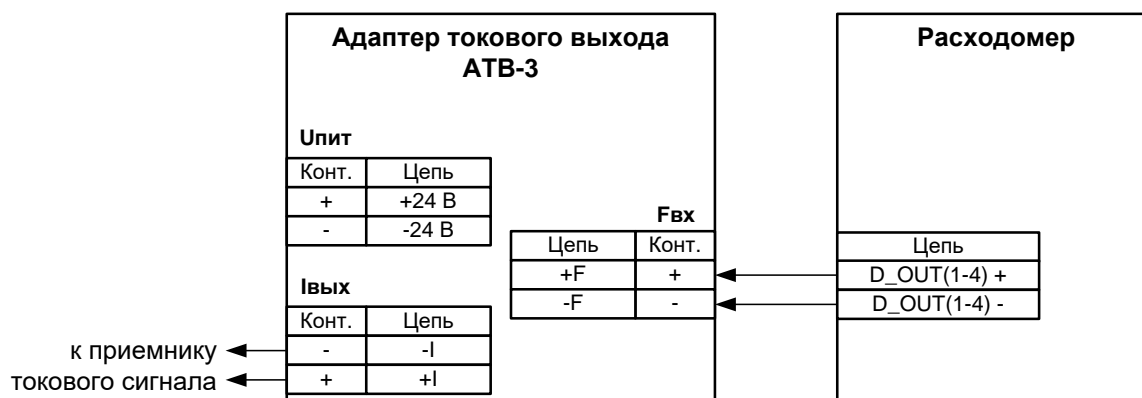 Адаптер токового выхода
АТВ-3
Расходомер
Uпит
Конт. Цепь
+ +24 В
- -24 В
Fвх
Цепь Конт.
+F +
-F -
Цепь
D_OUT(1-4) +
D_OUT(1-4) -
Iвых
Конт. Цепь
- -I
+ +I
к приемнику
токового сигнала